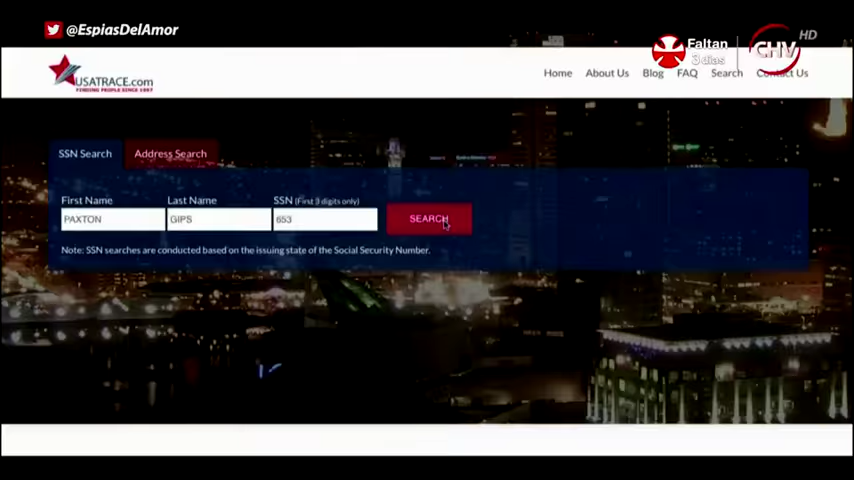 @EspiasDelAmor
HD
Faltan
3 días
CHV
USATRACE.com
FINDING PEOPLE SINCE 1997
Home About Us Blog FAQ Search Contact Us
SSN Search Address Search
First Name Last Name SSN (First 3 digits only)
PAXTON GIPS 653 SEARCH
Note: SSN searches are conducted based on the issuing state of the Social Security Number.